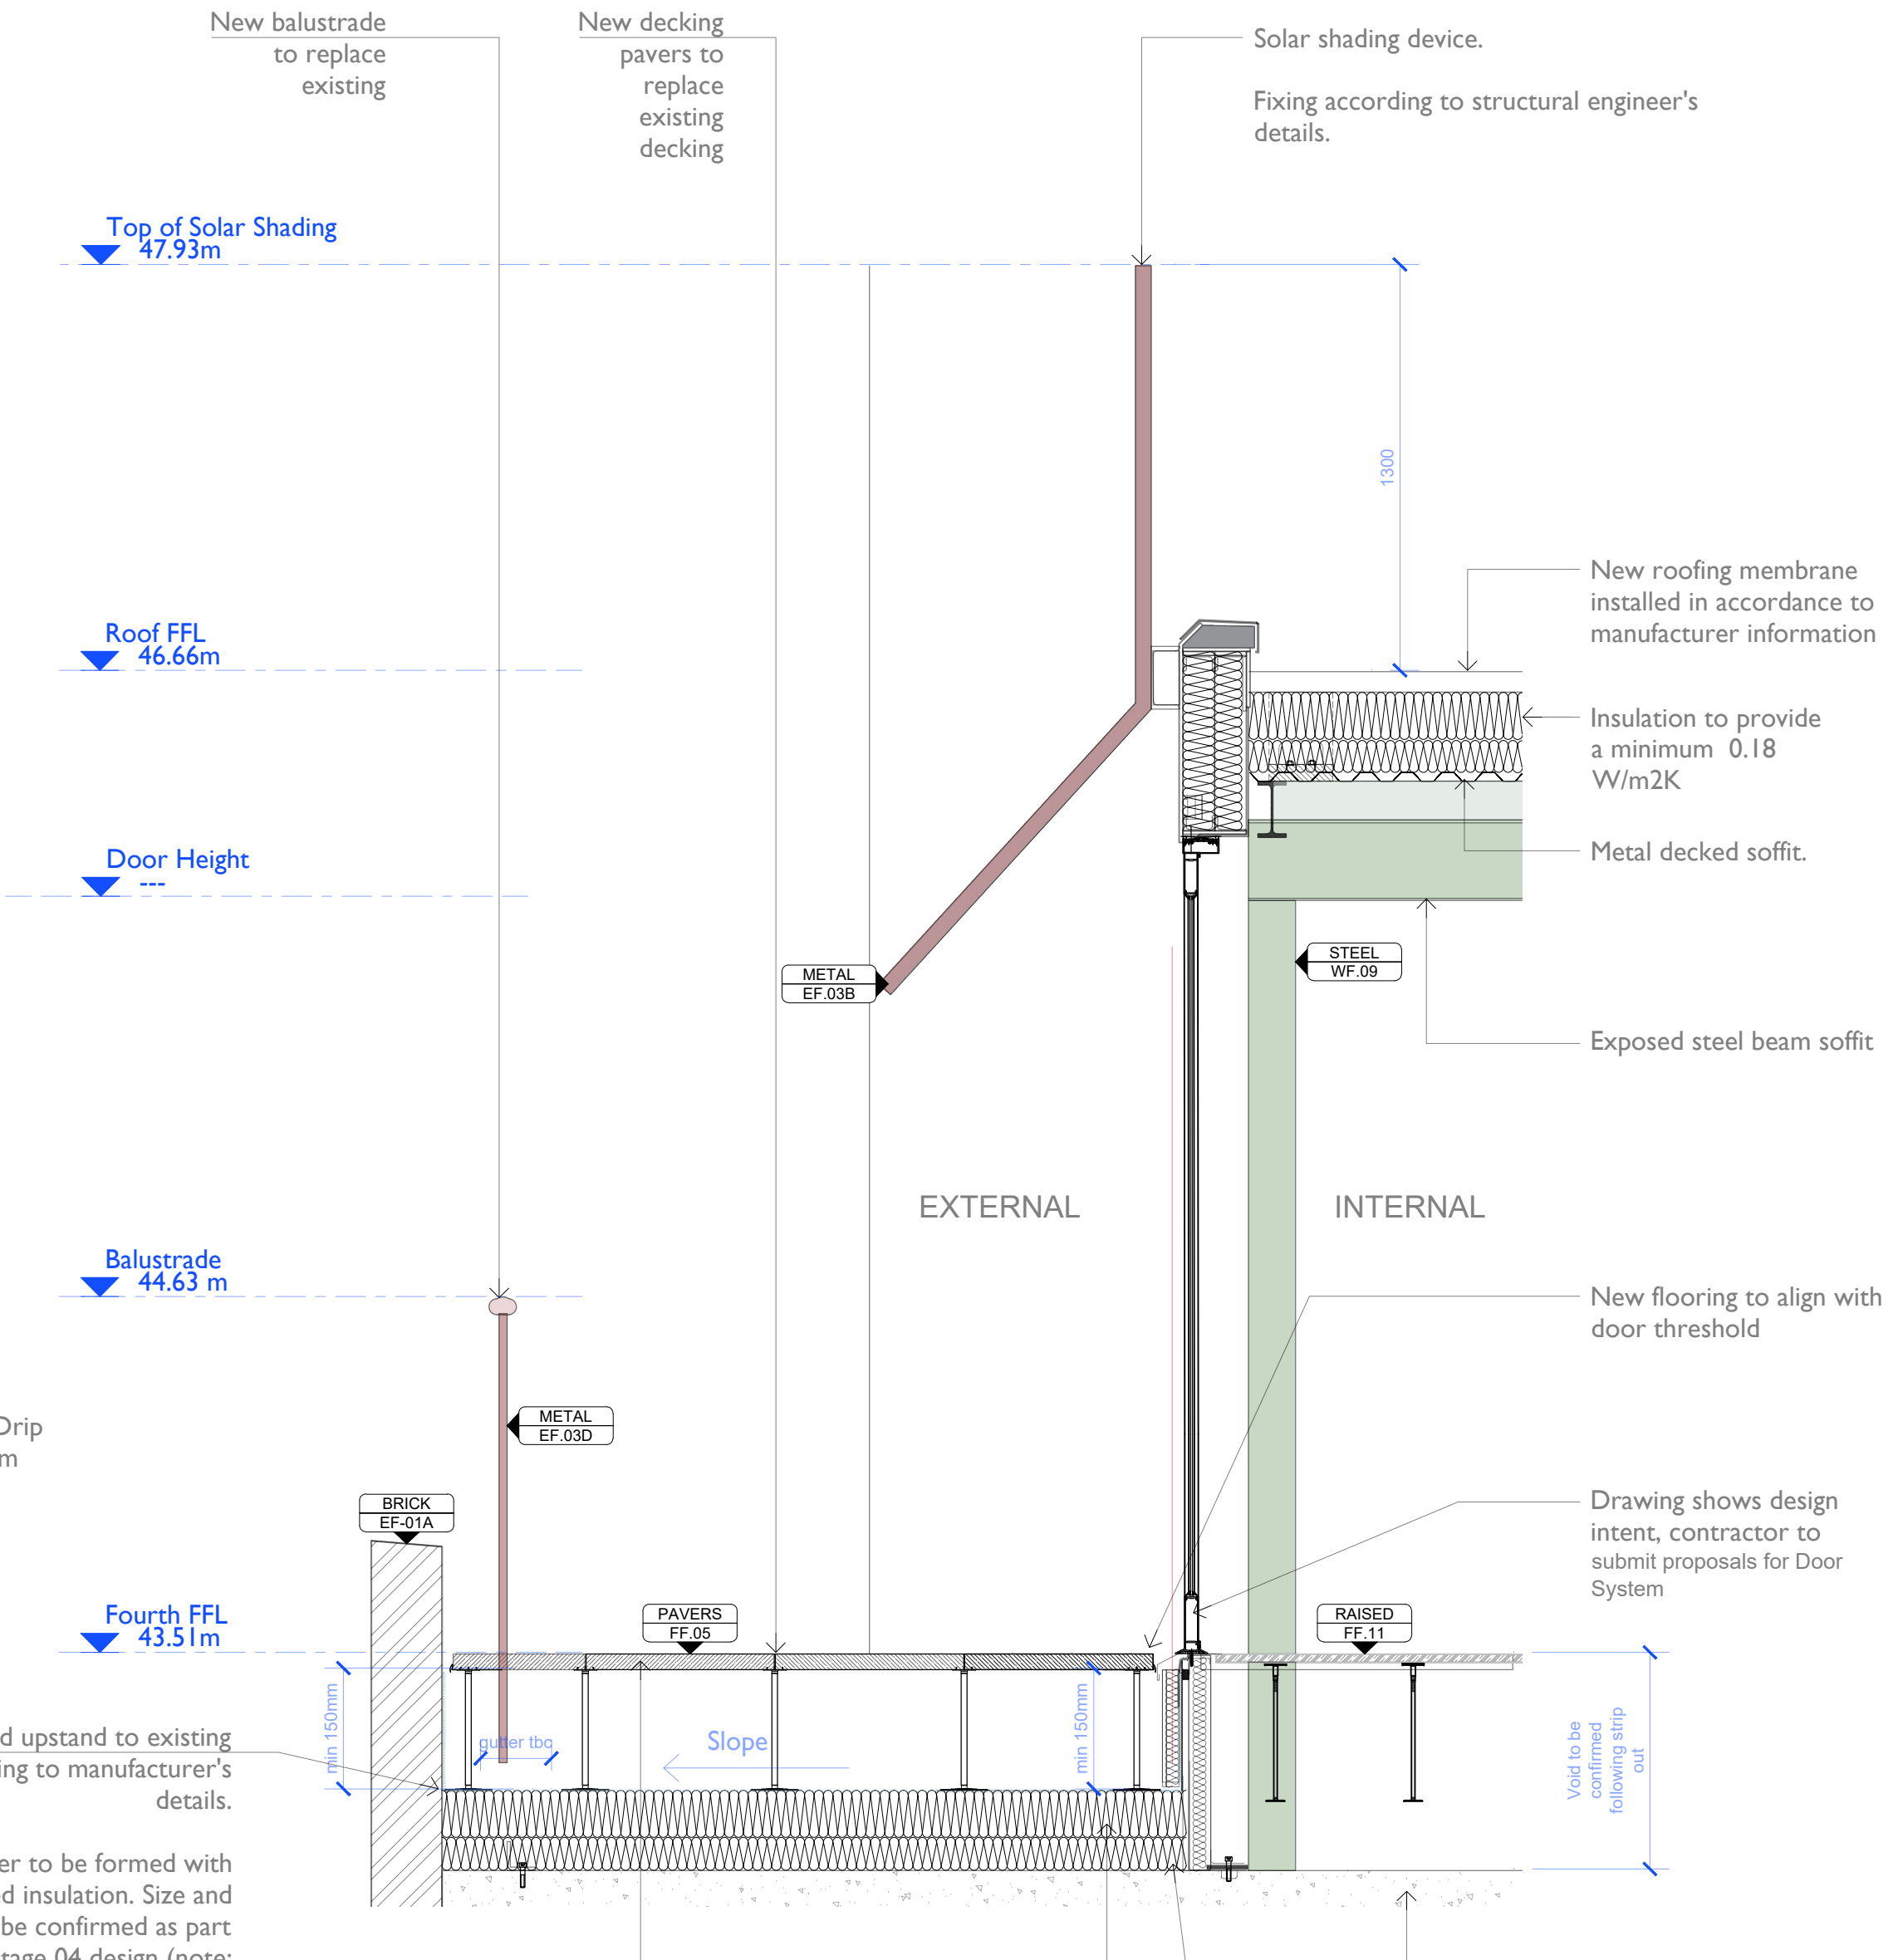 New balustrade
to replace
existing
New decking
pavers to
replace
existing
decking
Solar shading device.
Fixing according to structural engineer's
details.
Top of Solar Shading
47.93m
1300
New roofing membrane
installed in accordance to
manufacturer information
Roof FFL
46.66m
Insulation to provide
a minimum 0.18
W/m2K
Metal decked soffit.
Door Height
---
METAL
EF.03B
STEEL
WF.09
Exposed steel beam soffit
EXTERNAL
INTERNAL
Balustrade
44.63 m
New flooring to align with
door threshold
METAL
EF.03D
Drip
m
BRICK
EF-01A
Drawing shows design
intent, contractor to
submit proposals for Door
System
Fourth FFL
43.51m
PAVERS
FF.05
RAISED
FF.11
min 150mm
gutter tbc
Slope
min 150mm
Void to be
confirmed
following strip
out
d upstand to existing
ing to manufacturer's
details.
er to be formed with
ed insulation. Size and
be confirmed as part
tage 04 design (note: